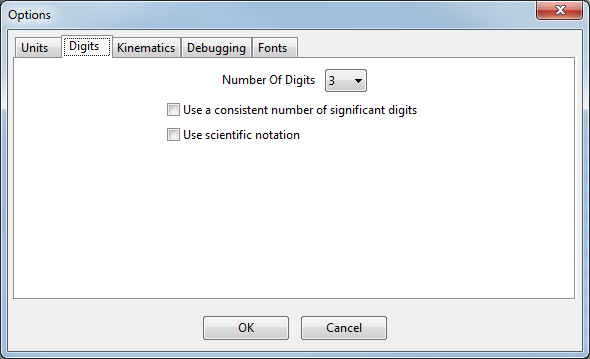 Options
Units Digits Kinematics Debugging Fonts
Number Of Digits 3
Use a consistent number of significant digits
Use scientific notation
OK Cancel